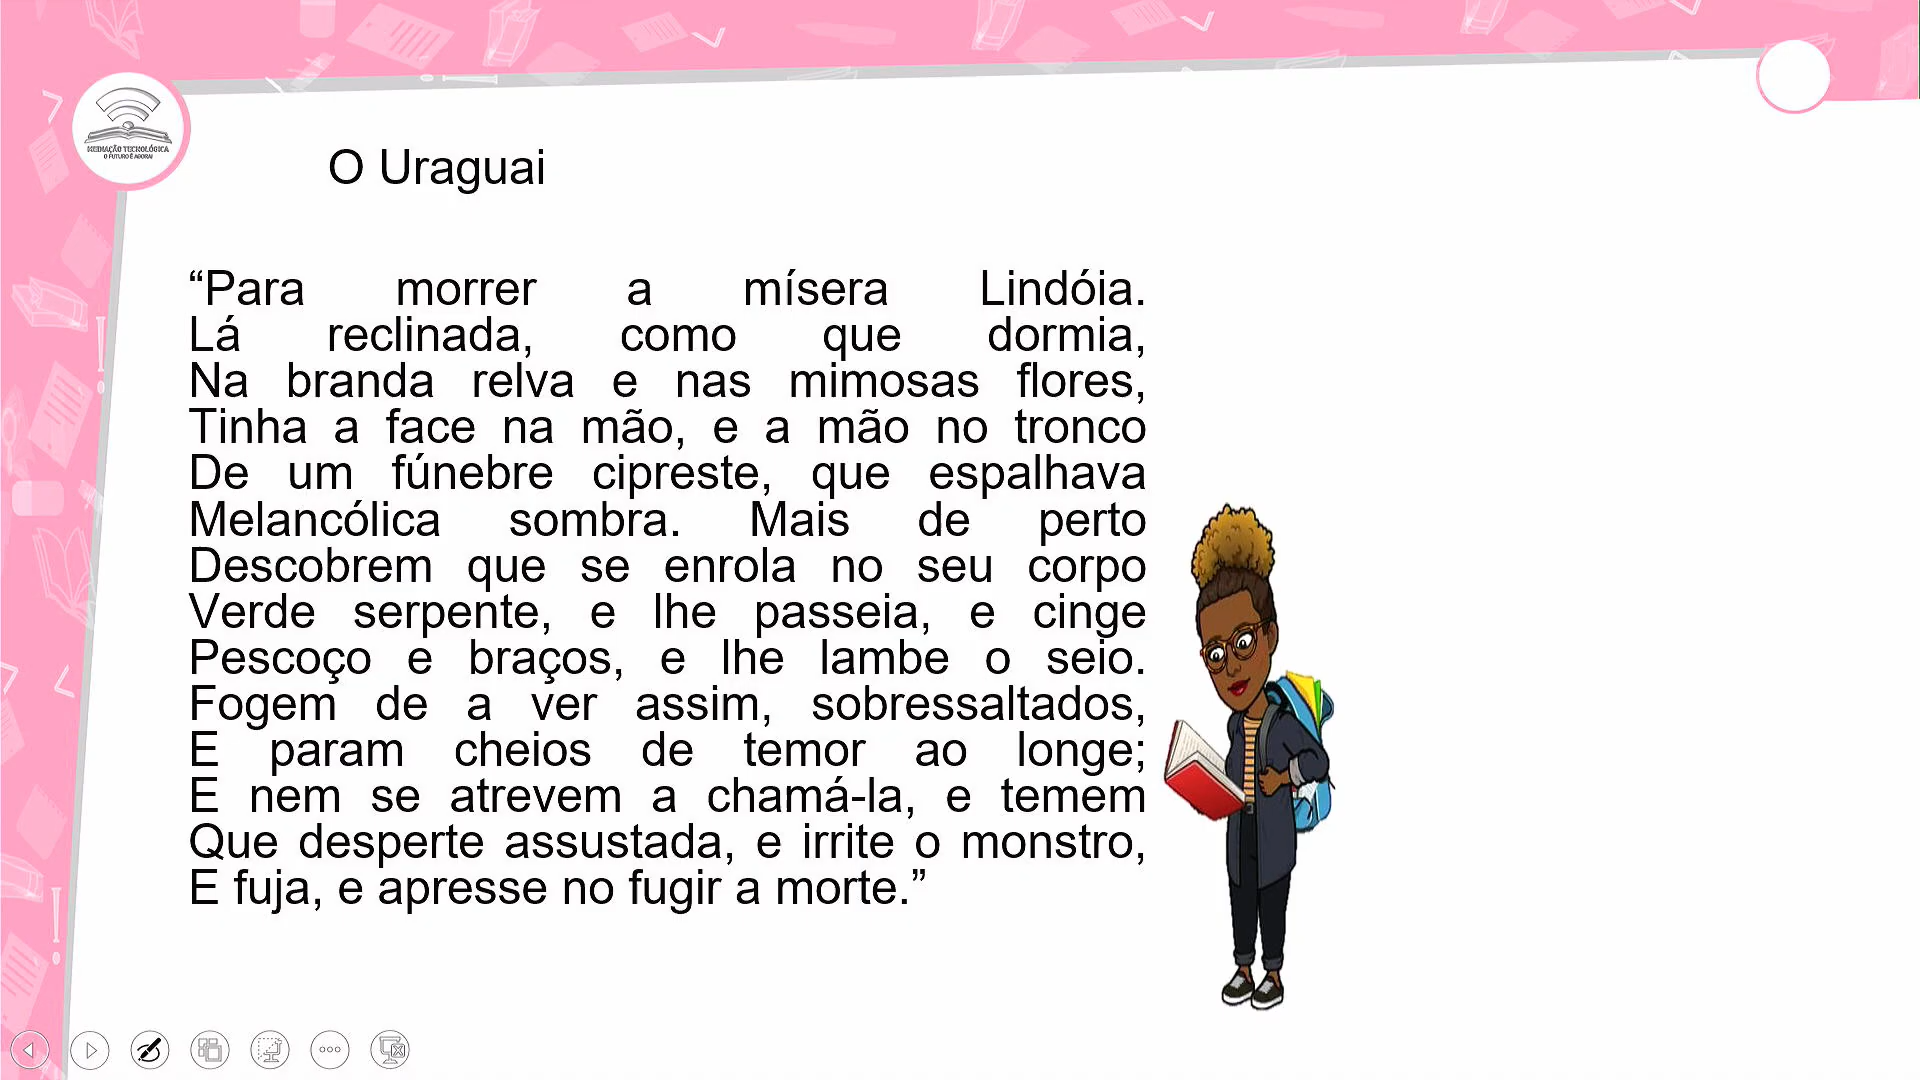 MEDIAÇÃO TECNOLÓGICA
O FUTURO É AGORA!
O Uraguai
“Para morrer a mísera Lindóia.
Lá reclinada, como que dormia,
Na branda relva e nas mimosas flores,
Tinha a face na mão, e a mão no tronco
De um fúnebre cipreste, que espalhava
Melancólica sombra. Mais de perto
Descobrem que se enrola no seu corpo
Verde serpente, e lhe passeia, e cinge
Pescoço e braços, e lhe lambe o seio.
Fogem de a ver assim, sobressaltados,
E param cheios de temor ao longe;
E nem se atrevem a chamá-la, e temem
Que desperte assustada, e irrite o monstro,
E fuja, e apresse no fugir a morte.”